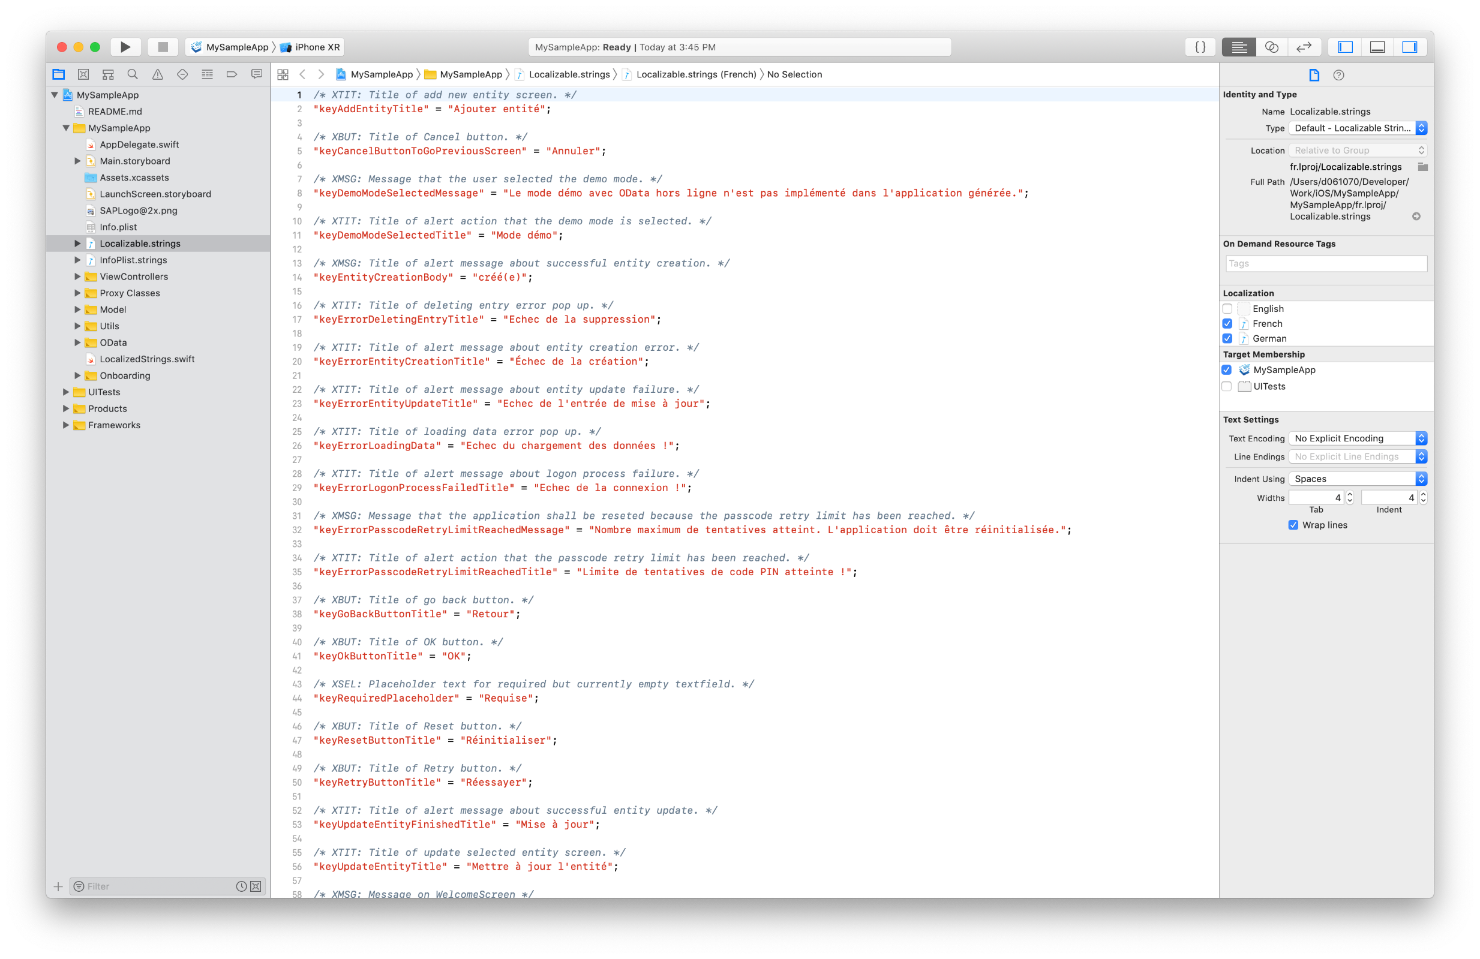 MySampleApp iPhone XR
MySampleApp: Ready | Today at 3:45 PM
{ }
MySampleApp
README.md
MySampleApp
AppDelegate.swift
Main.storyboard
Assets.xcassets
LaunchScreen.storyboard
SAPLogo@2x.png
Info.plist
Localizable.strings
InfoPlist.strings
ViewControllers
Proxy Classes
Model
Utils
OData
LocalizedStrings.swift
Onboarding
UITests
Products
Frameworks
Filter
MySampleApp MySampleApp Localizable.strings Localizable.strings (French) No Selection
1 /* XTIT: Title of add new entity screen. */
2 "keyAddEntityTitle" = "Ajouter entité";
3
4 /* XBUT: Title of Cancel button. */
5 "keyCancelButtonToGoPreviousScreen" = "Annuler";
6
7 /* XMSG: Message that the user selected the demo mode. */
8 "keyDemoModeSelectedMessage" = "Le mode démo avec OData hors ligne n'est pas implémenté dans l'application générée.";
9
10 /* XTIT: Title of alert action that the demo mode is selected. */
11 "keyDemoModeSelectedTitle" = "Mode démo";
12
13 /* XMSG: Title of alert message about successful entity creation. */
14 "keyEntityCreationBody" = "créé(e)";
15
16 /* XTIT: Title of deleting entry error pop up. */
17 "keyErrorDeletingEntryTitle" = "Echec de la suppression";
18
19 /* XTIT: Title of alert message about entity creation error. */
20 "keyErrorEntityCreationTitle" = "Échec de la création";
21
22 /* XTIT: Title of alert message about entity update failure. */
23 "keyErrorEntityUpdateTitle" = "Echec de l'entrée de mise à jour";
24
25 /* XTIT: Title of loading data error pop up. */
26 "keyErrorLoadingData" = "Echec du chargement des données !";
27
28 /* XTIT: Title of alert message about logon process failure. */
29 "keyErrorLogonProcessFailedTitle" = "Echec de la connexion !";
30
31 /* XMSG: Message that the application shall be reseted because the passcode retry limit has been reached. */
32 "keyErrorPasscodeRetryLimitReachedMessage" = "Nombre maximum de tentatives atteint. L'application doit être réinitialisée.";
33
34 /* XTIT: Title of alert action that the passcode retry limit has been reached. */
35 "keyErrorPasscodeRetryLimitReachedTitle" = "Limite de tentatives de code PIN atteinte !";
36
37 /* XBUT: Title of go back button. */
38 "keyGoBackButtonTitle" = "Retour";
39
40 /* XBUT: Title of OK button. */
41 "keyOkButtonTitle" = "OK";
42
43 /* XSEL: Placeholder text for required but currently empty textfield. */
44 "keyRequiredPlaceholder" = "Requise";
45
46 /* XBUT: Title of Reset button. */
47 "keyResetButtonTitle" = "Réinitialiser";
48
49 /* XBUT: Title of Retry button. */
50 "keyRetryButtonTitle" = "Réessayer";
51
52 /* XTIT: Title of alert message about successful entity update. */
53 "keyUpdateEntityFinishedTitle" = "Mise à jour";
54
55 /* XTIT: Title of update selected entity screen. */
56 "keyUpdateEntityTitle" = "Mettre à jour l'entité";
57
58 /* XMSG: Message on WelcomeScreen */
Identity and Type
Name Localizable.strings
Type Default - Localizable Strin...
Location Relative to Group
fr.lproj/Localizable.strings
Full Path /Users/d061070/Developer/
Work/iOS/MySampleApp/
MySampleApp/fr.lproj/
Localizable.strings
On Demand Resource Tags
Tags
Localization
English
French
German
Target Membership
MySampleApp
UITests
Text Settings
Text Encoding No Explicit Encoding
Line Endings No Explicit Line Endings
Indent Using Spaces
Widths 4 4
Tab Indent
Wrap lines